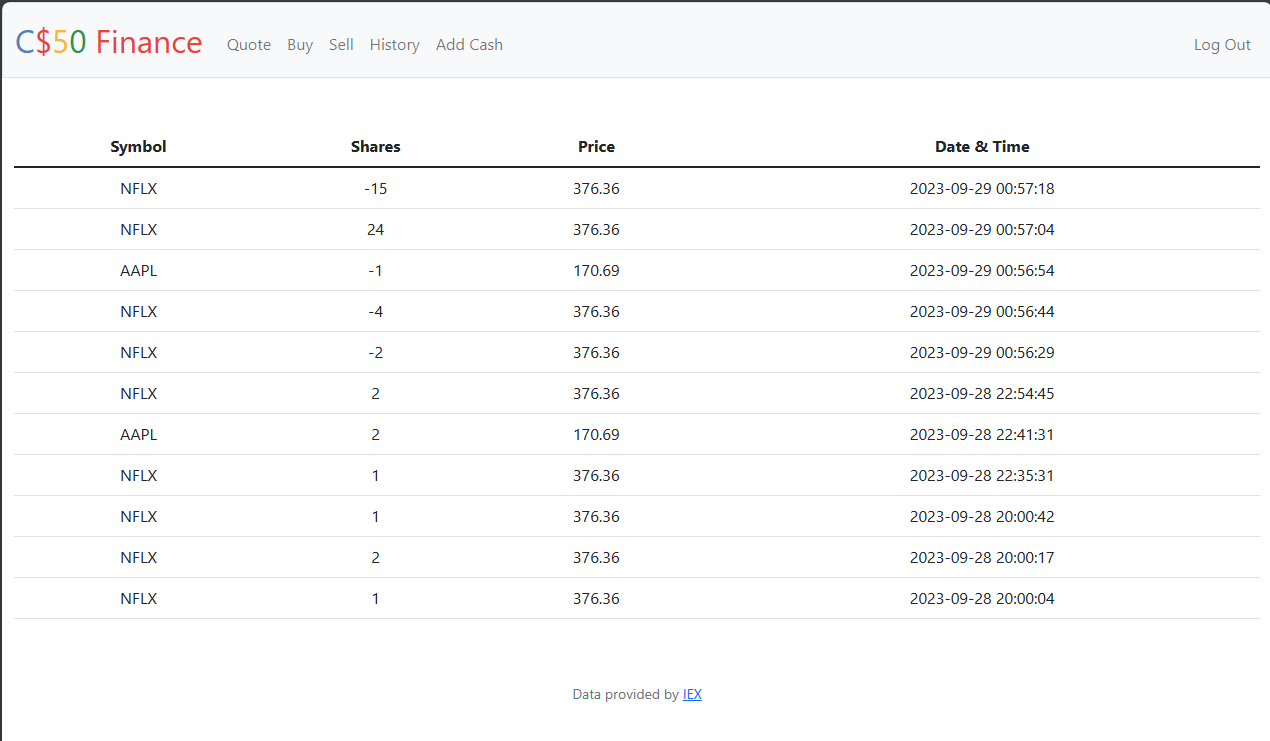 C$50 Finance Quote Buy Sell History Add Cash Log Out
Symbol Shares Price Date & Time
NFLX -15 376.36 2023-09-29 00:57:18
NFLX 24 376.36 2023-09-29 00:57:04
AAPL -1 170.69 2023-09-29 00:56:54
NFLX -4 376.36 2023-09-29 00:56:44
NFLX -2 376.36 2023-09-29 00:56:29
NFLX 2 376.36 2023-09-28 22:54:45
AAPL 2 170.69 2023-09-28 22:41:31
NFLX 1 376.36 2023-09-28 22:35:31
NFLX 1 376.36 2023-09-28 20:00:42
NFLX 2 376.36 2023-09-28 20:00:17
NFLX 1 376.36 2023-09-28 20:00:04
Data provided by IEX